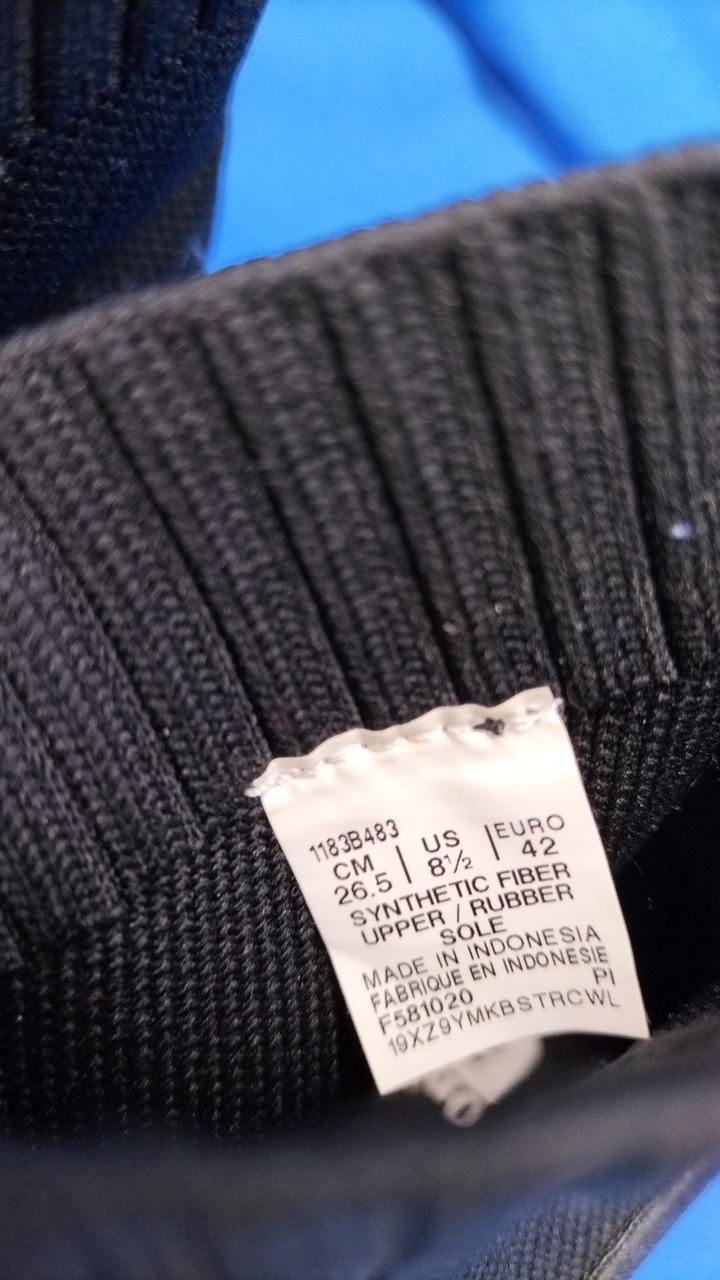 1183B483
CM | US | EURO
26.5 8½ 42
SYNTHETIC FIBER
UPPER / RUBBER
SOLE
MADE IN INDONESIA
FABRIQUE EN INDONESIE
PI
F581020
19XZ9YMKBSTRCWL